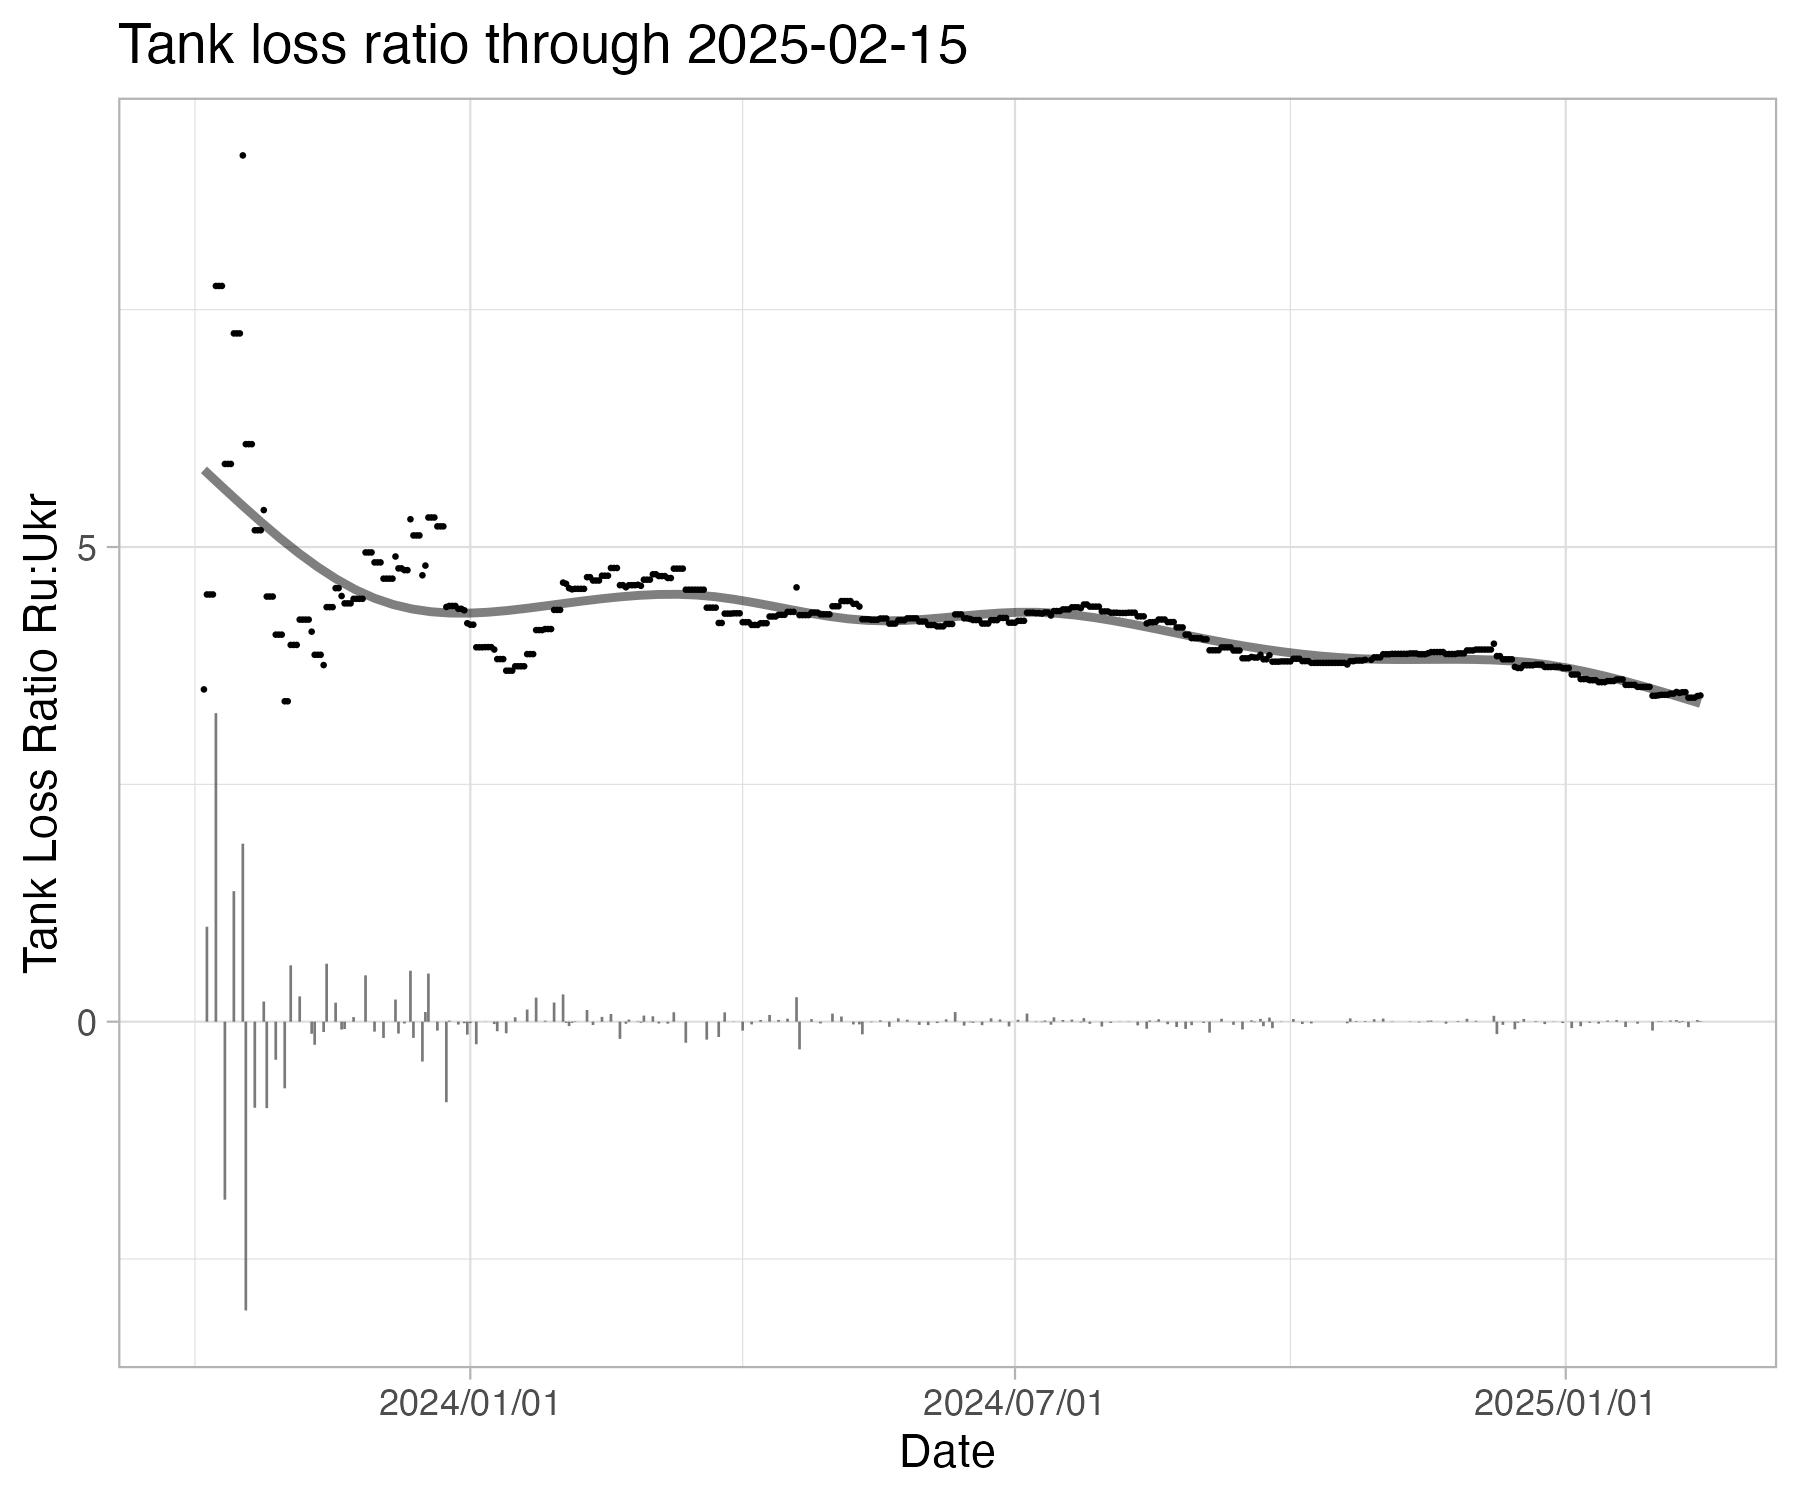 Tank loss ratio through 2025-02-15
Tank Loss Ratio Ru:Ukr
5
0
2024/01/01
2024/07/01
2025/01/01
Date